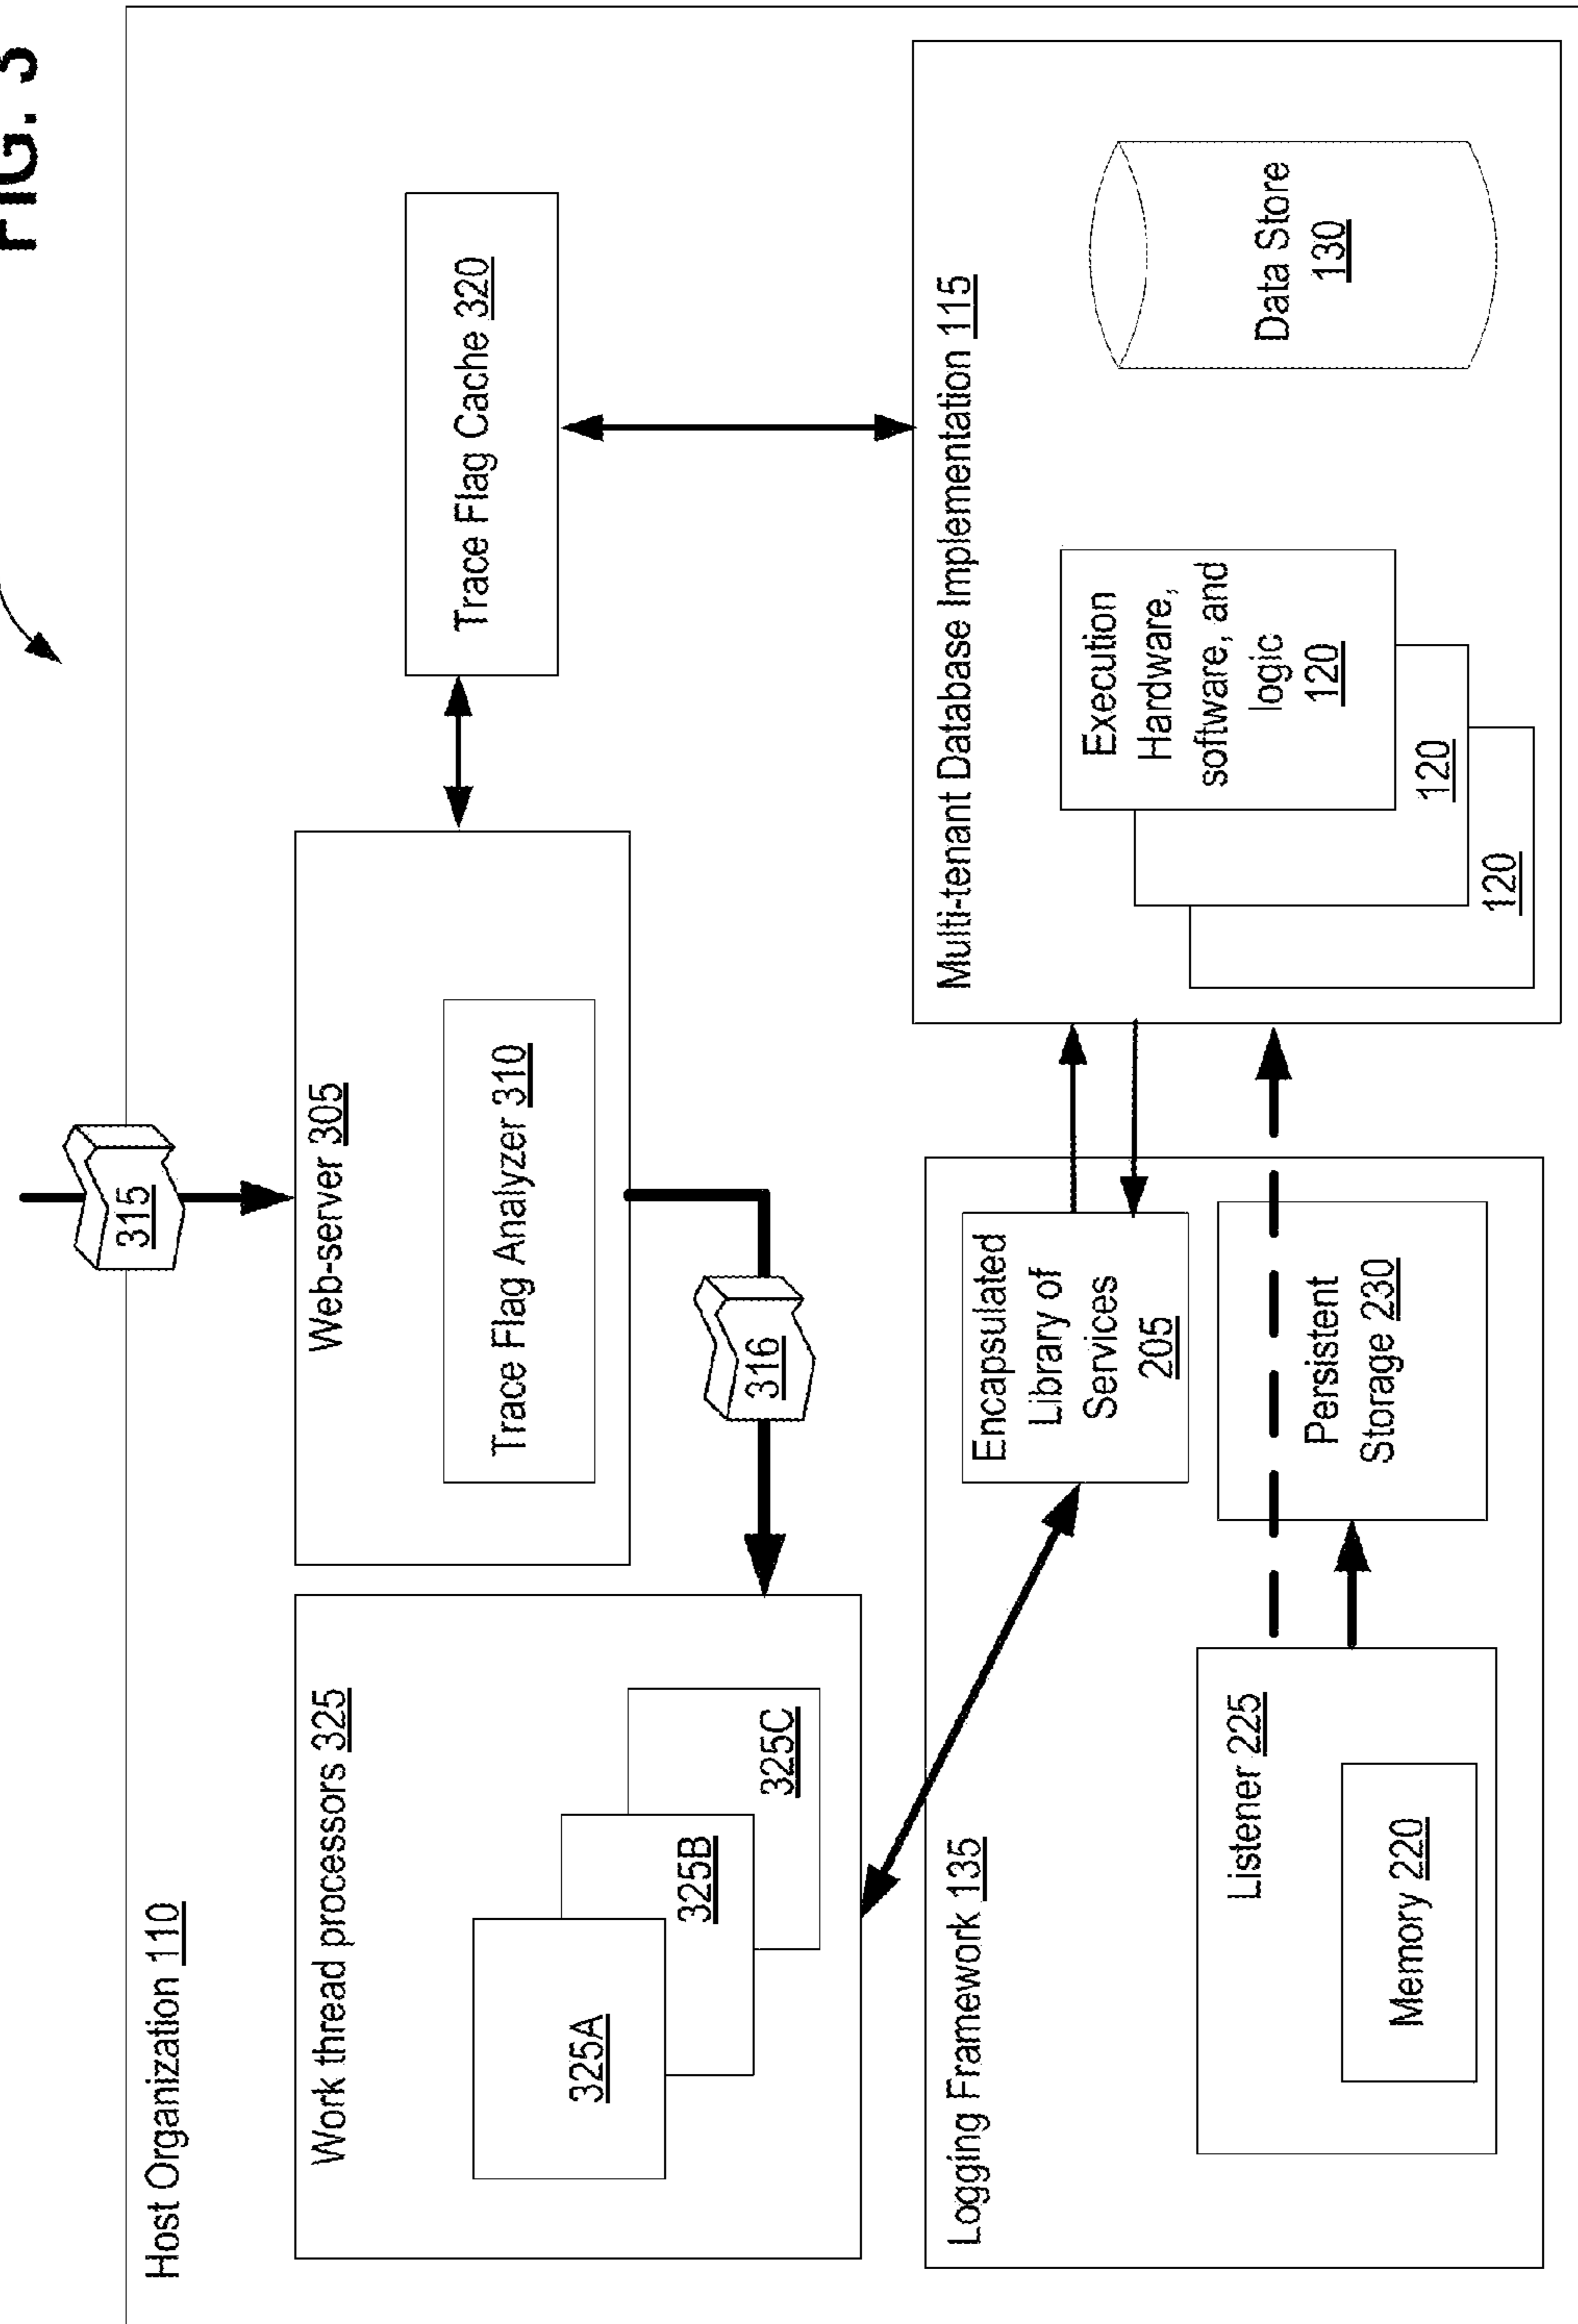 FIG. 3
Host Organization 110
315
Work thread processors 325
325A
325B
325C
Web-server 305
Trace Flag Analyzer 310
316
Trace Flag Cache 320
Logging Framework 135
Encapsulated
Library of
Services
205
Listener 225
Memory 220
Persistent
Storage 230
Multi-tenant Database Implementation 115
Execution
Hardware,
software, and
logic
120
120
120
Data Store
130